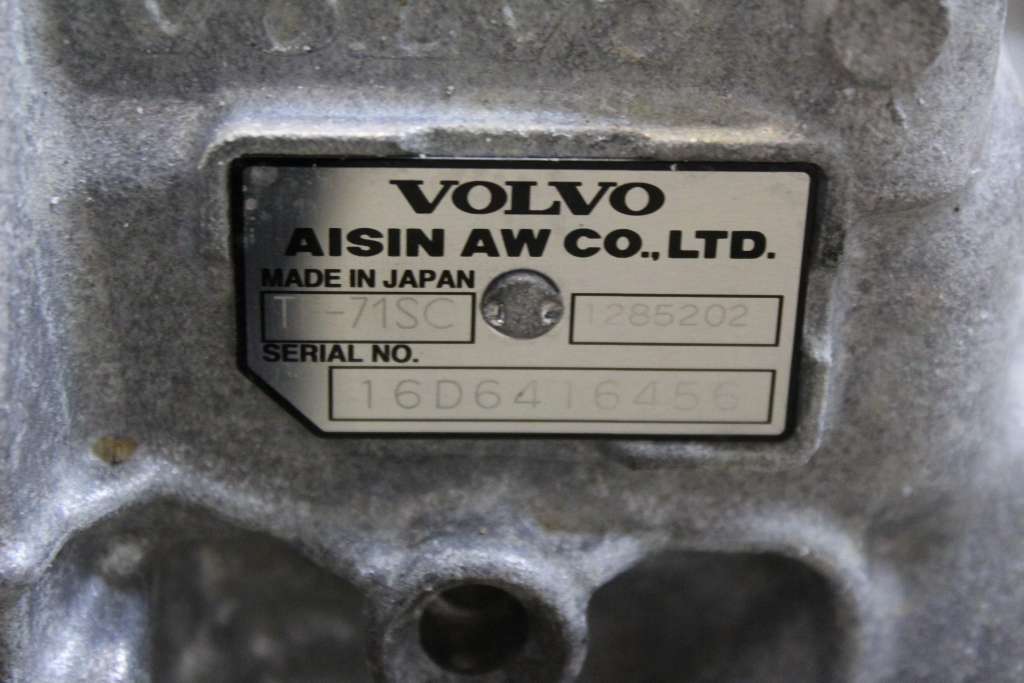 VOLVO
AISIN AW CO., LTD.
MADE IN JAPAN
T -71SC 1285202
SERIAL NO.
16D6416456